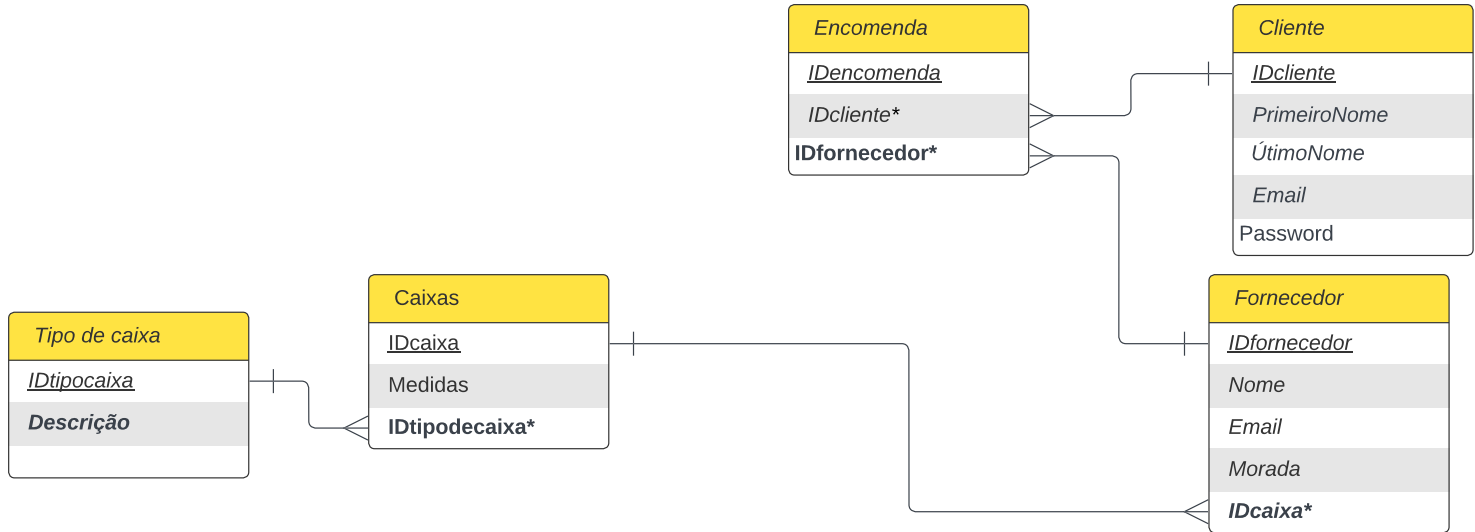 Encomenda
IDencomenda
IDcliente*
IDfornecedor*
Cliente
IDcliente
PrimeiroNome
ÚtimoNome
Email
Password
Tipo de caixa
IDtipocaixa
Descrição
Caixas
IDcaixa
Medidas
IDtipodecaixa*
Fornecedor
IDfornecedor
Nome
Email
Morada
IDcaixa*